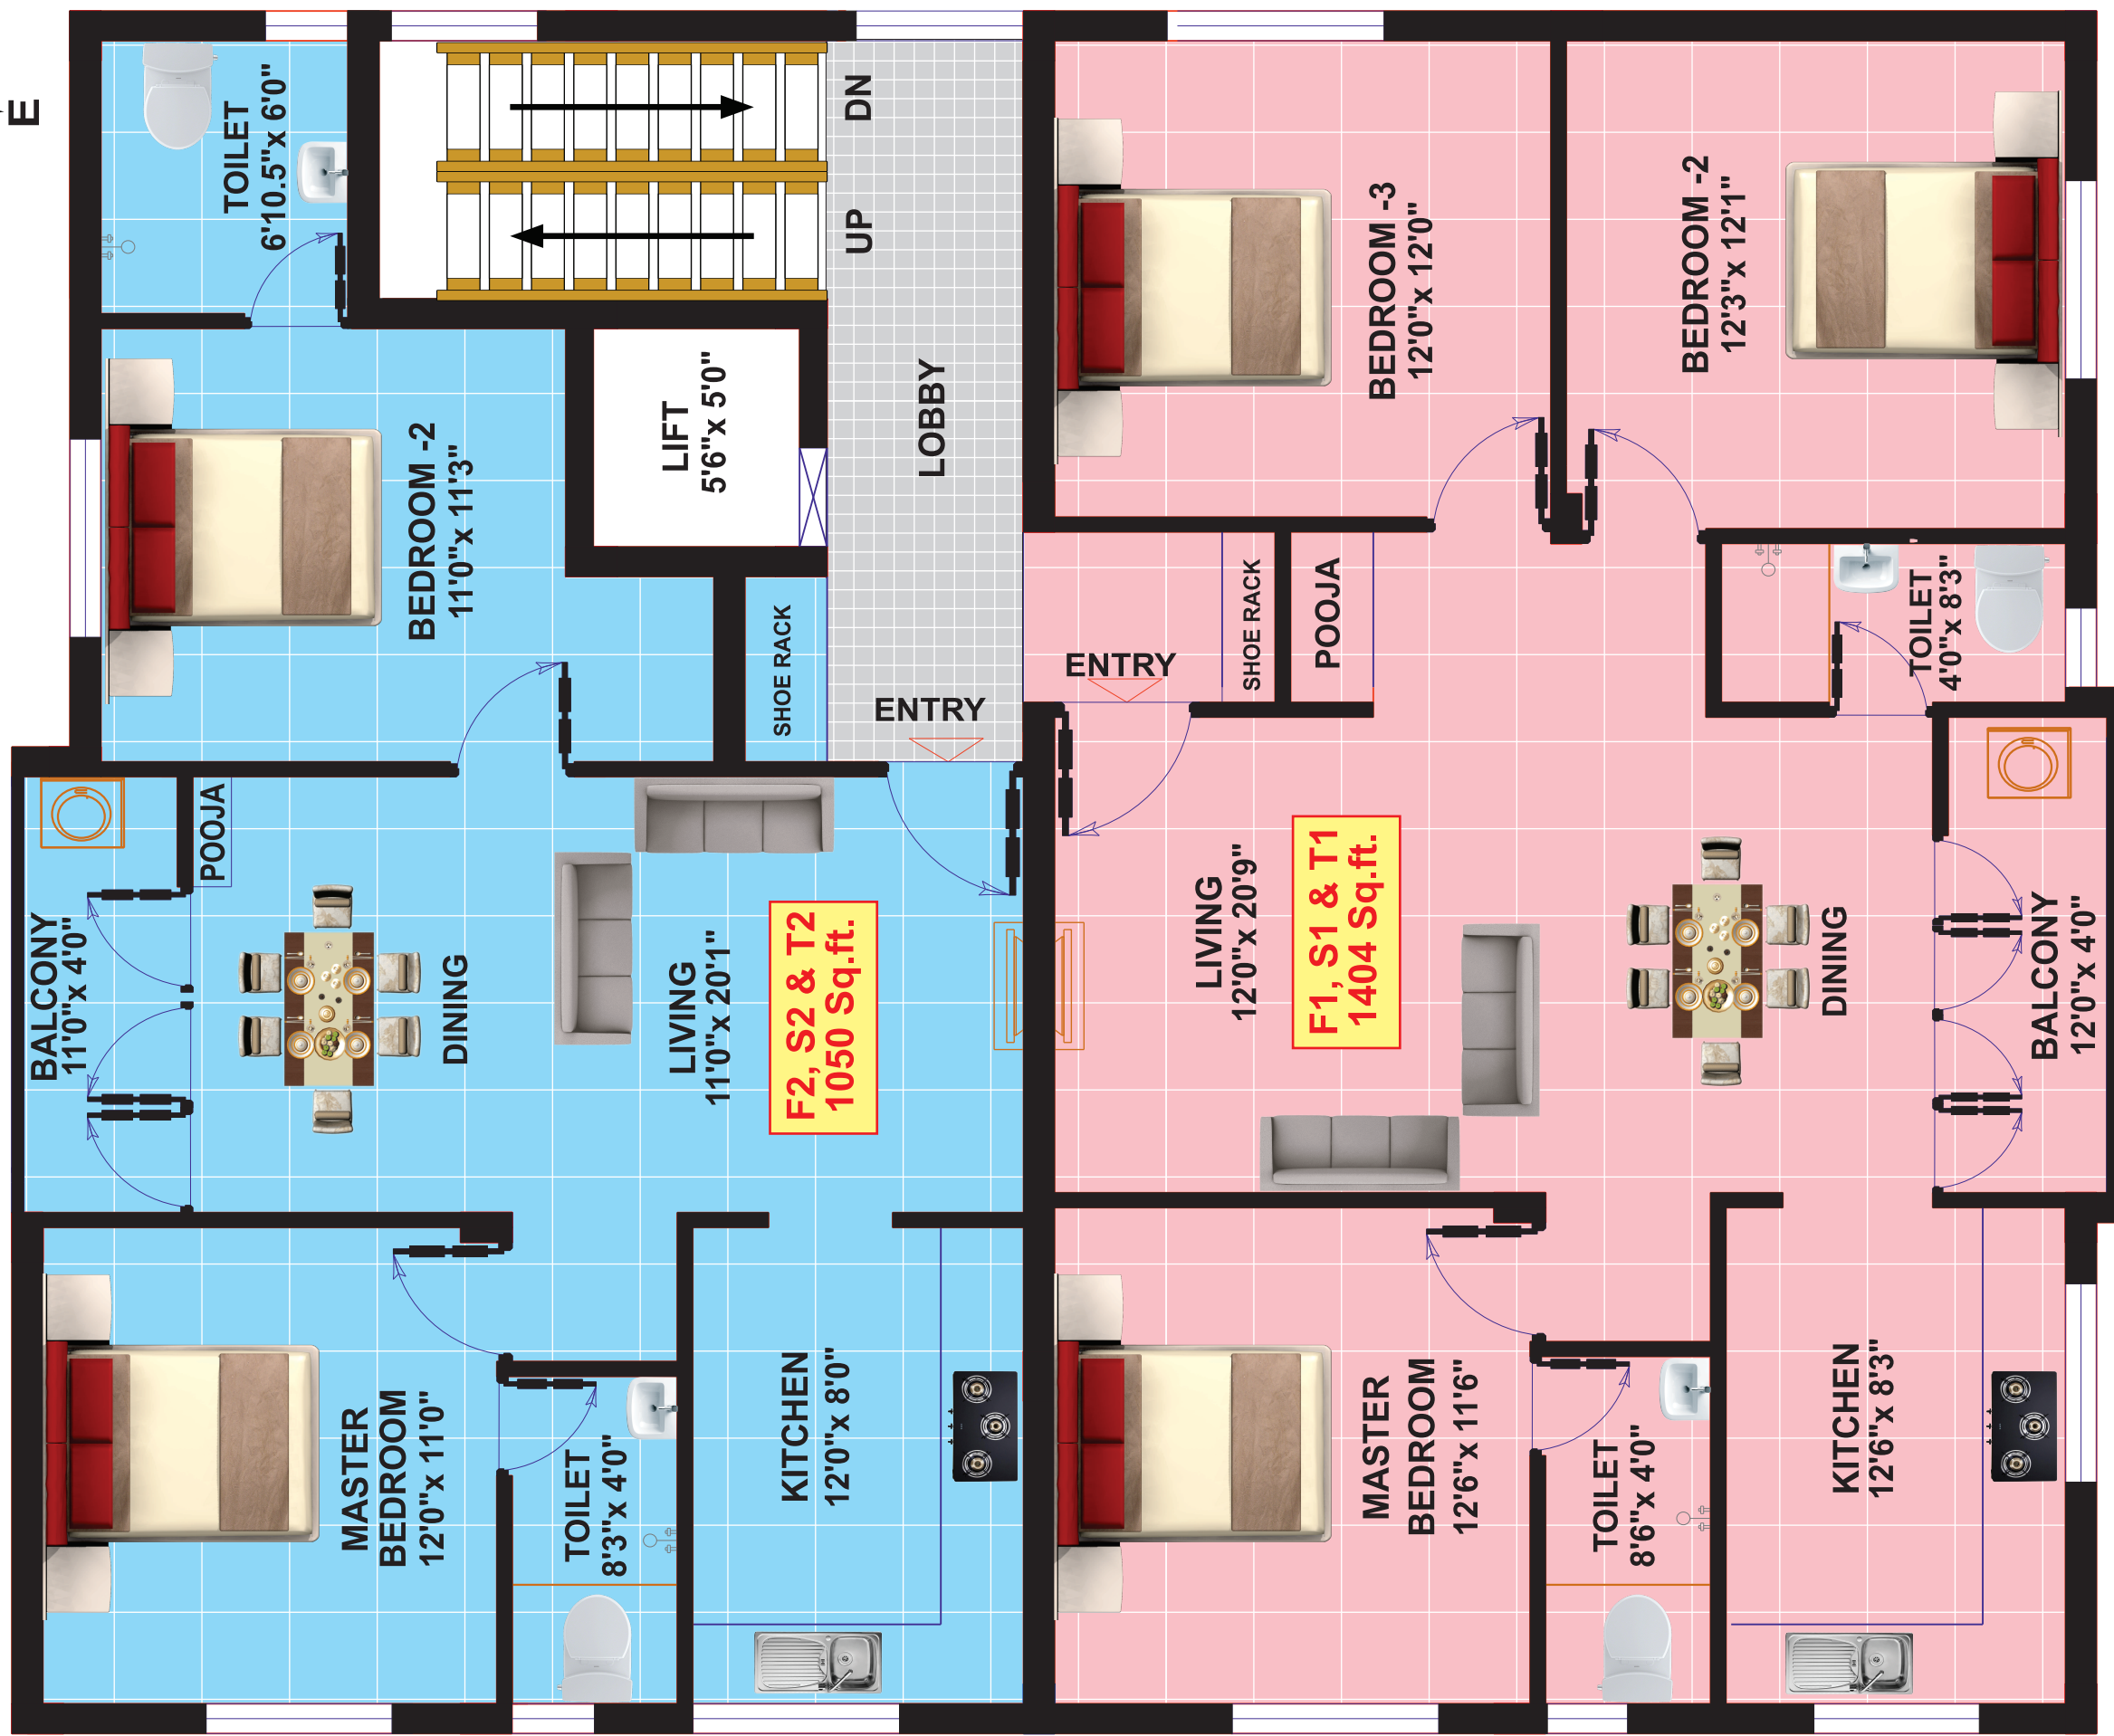 E
TOILET
6'10.5"x 6'0"
DN
UP
BEDROOM -3
12'0"x 12'0"
BEDROOM -2
12'3"x 12'1"
BEDROOM -2
11'0"x 11'3"
LIFT
5'6"x 5'0"
LOBBY
SHOE RACK
ENTRY
ENTRY
SHOE RACK
POOJA
TOILET
4'0"x 8'3"
POOJA
BALCONY
11'0"x 4'0"
DINING
LIVING
11'0"x 20'1"
F2, S2 & T2
1050 Sq.ft.
LIVING
12'0"x 20'9"
F1, S1 & T1
1404 Sq.ft.
DINING
BALCONY
12'0"x 4'0"
MASTER
BEDROOM
12'0"x 11'0"
TOILET
8'3"x 4'0"
KITCHEN
12'0"x 8'0"
MASTER
BEDROOM
12'6"x 11'6"
TOILET
8'6"x 4'0"
KITCHEN
12'6"x 8'3"